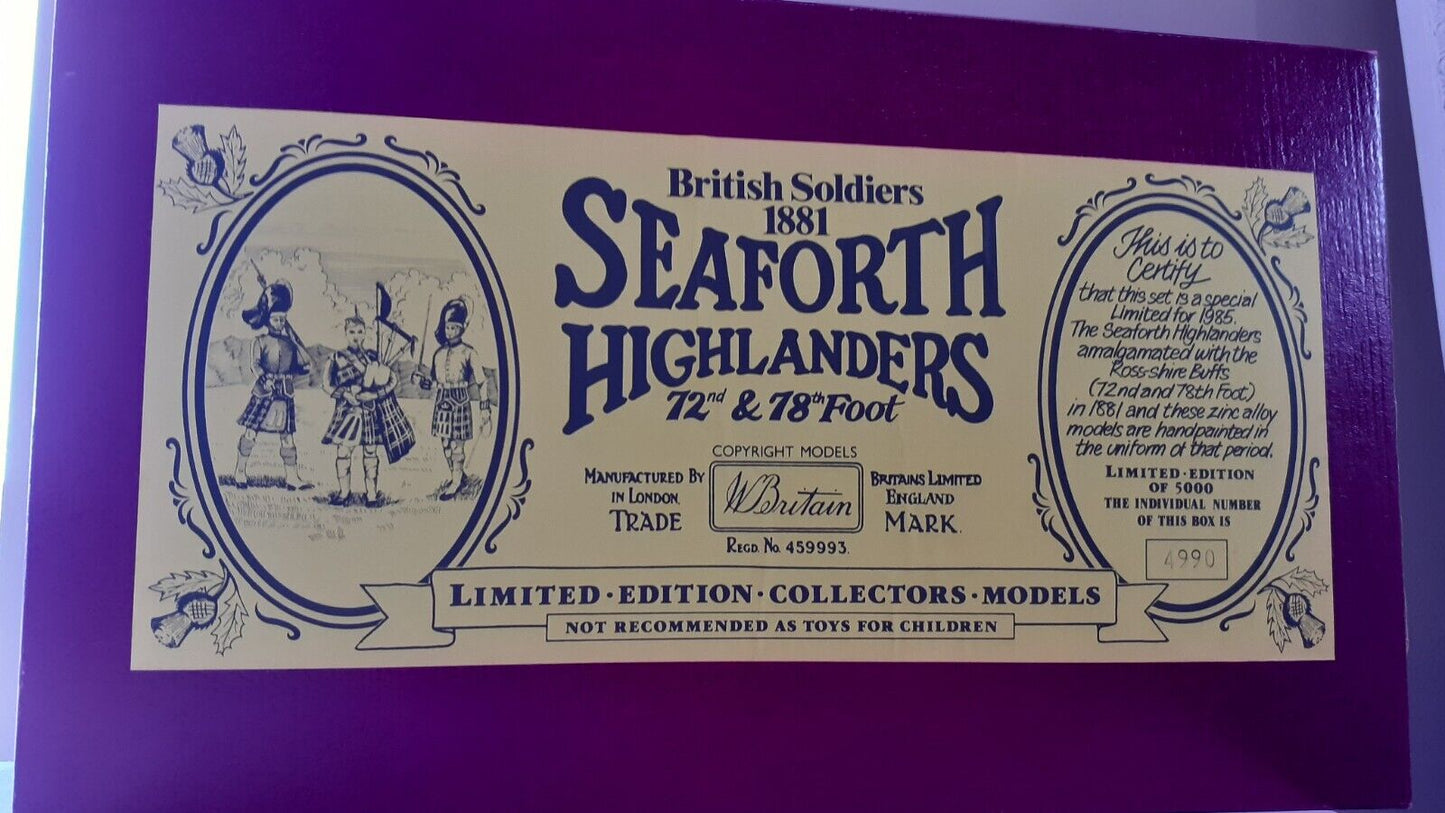 British Soldiers
1881
SEAFORTH
HIGHLANDERS
72nd & 78th Foot
COPYRIGHT MODELS
MANUFACTURED BY
IN LONDON.
TRADE
W Britain
BRITAINS LIMITED
ENGLAND
MARK.
REGD. No. 459993.
LIMITED·EDITION·COLLECTORS·MODELS
NOT RECOMMENDED AS TOYS FOR CHILDREN
This is to
Certify
that this set is a special
Limited for 1985.
The Seaforth Highlanders
amalgamated with the
Ross-shire Buffs
(72nd and 78th Foot)
in 1881 and these zinc alloy
models are handpainted in
the uniform of that period.
LIMITED·EDITION
OF 5000
THE INDIVIDUAL NUMBER
OF THIS BOX IS
4990